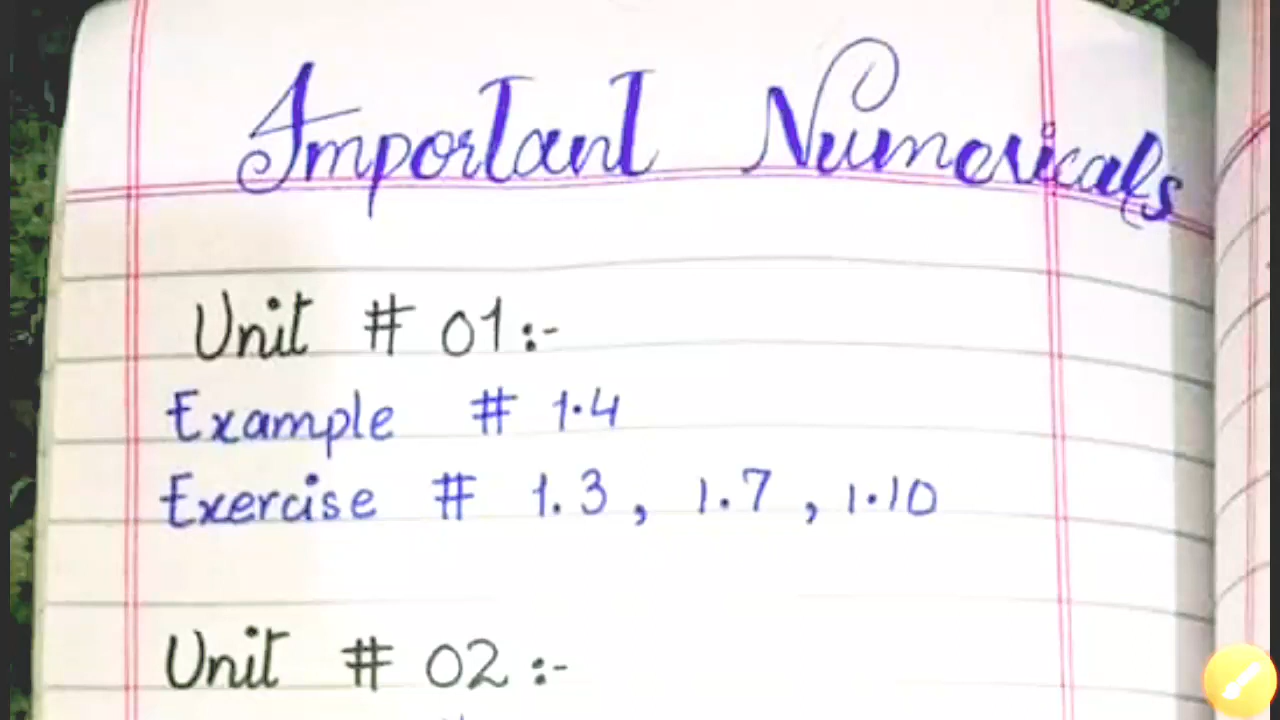 Important Numericals
Unit # 01:-
Example # 1.4
Exercise # 1.3, 1.7, 1.10
Unit # 02:-